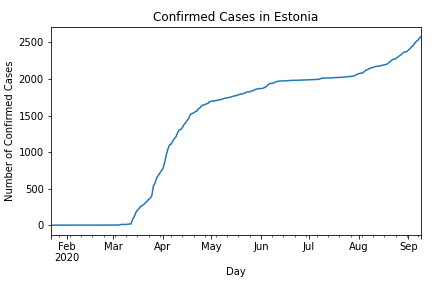 Confirmed Cases in Estonia
Number of Confirmed Cases
2500
2000
1500
1000
500
0
Feb Mar Apr May Jun Jul Aug Sep
2020
Day